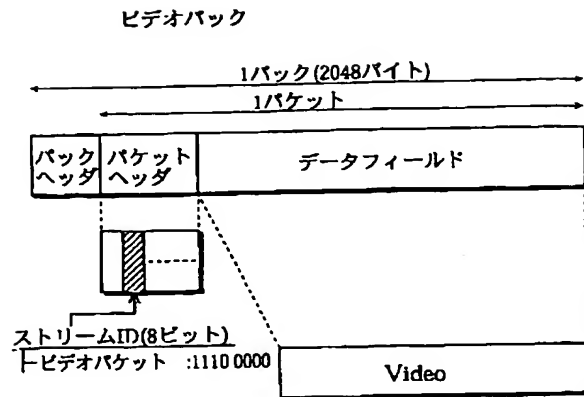 ビデオパック
1パック(2048バイト)
1パケット
パック
ヘッダ
パケット
ヘッダ
データフィールド
ストリームID(8ビット)
ビデオパケット :1110 0000
Video